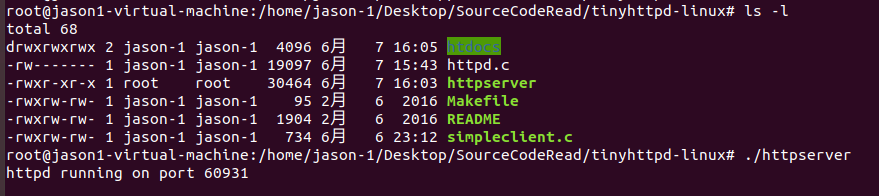 root@jason1-virtual-machine:/home/jason-1/Desktop/SourceCodeRead/tinyhttpd-linux# ls -l
total 68
drwxrwxrwx 2 jason-1 jason-1  4096 6月   7 16:05 htdocs
-rw------- 1 jason-1 jason-1 19097 6月   7 15:43 httpd.c
-rwxr-xr-x 1 root    root    30464 6月   7 16:03 httpserver
-rwxrw-rw- 1 jason-1 jason-1    95 2月   6  2016 Makefile
-rwxrw-rw- 1 jason-1 jason-1  1904 2月   6  2016 README
-rwxrw-rw- 1 jason-1 jason-1   734 6月   6 23:12 simpleclient.c
root@jason1-virtual-machine:/home/jason-1/Desktop/SourceCodeRead/tinyhttpd-linux# ./httpserver
httpd running on port 60931